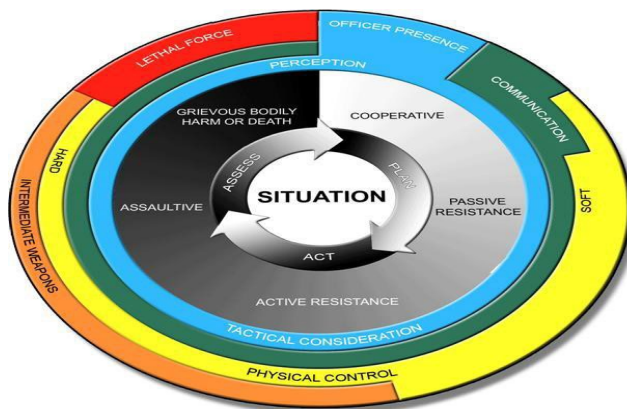 LETHAL FORCE
OFFICER PRESENCE
COMMUNICATION
PERCEPTION
GRIEVOUS BODILY
HARM OR DEATH
COOPERATIVE
ASSESS
PLAN
HARD
INTERMEDIATE WEAPONS
ASSAULTIVE
SITUATION
PASSIVE
RESISTANCE
SOFT
ACT
ACTIVE RESISTANCE
TACTICAL CONSIDERATION
PHYSICAL CONTROL